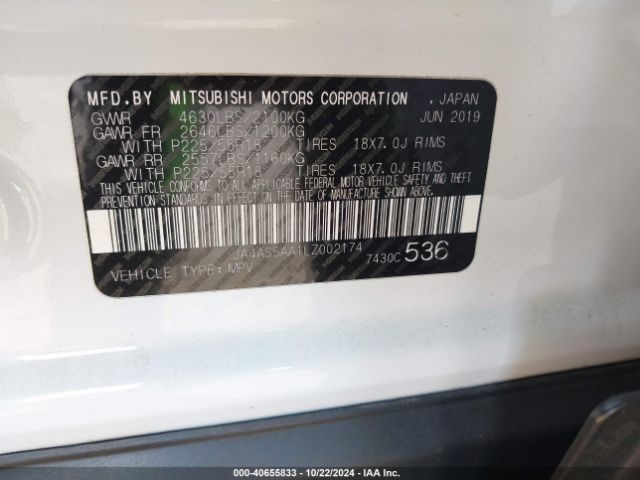 MFD.BY MITSUBISHI MOTORS CORPORATION . JAPAN
GVWR 4630LBS/2100KG JUN 2019
GAWR FR 2646LBS/1200KG
WITH P225/55R18 TIRES 18X7.0J RIMS
GAWR RR 2557LBS/1160KG
WITH P225/55R18 TIRES 18X7.0J RIMS
THIS VEHICLE CONFORMS TO ALL APPLICABLE FEDERAL MOTOR VEHICLE SAFETY AND THEFT
PREVENTION STANDARDS IN EFFECT ON THE DATE OF MANUFACTURE SHOWN ABOVE.
JA4AS5AA1LZ002174
VEHICLE TYPE: MPV 7430C 536
000-40655833 - 10/22/2024 - IAA Inc.